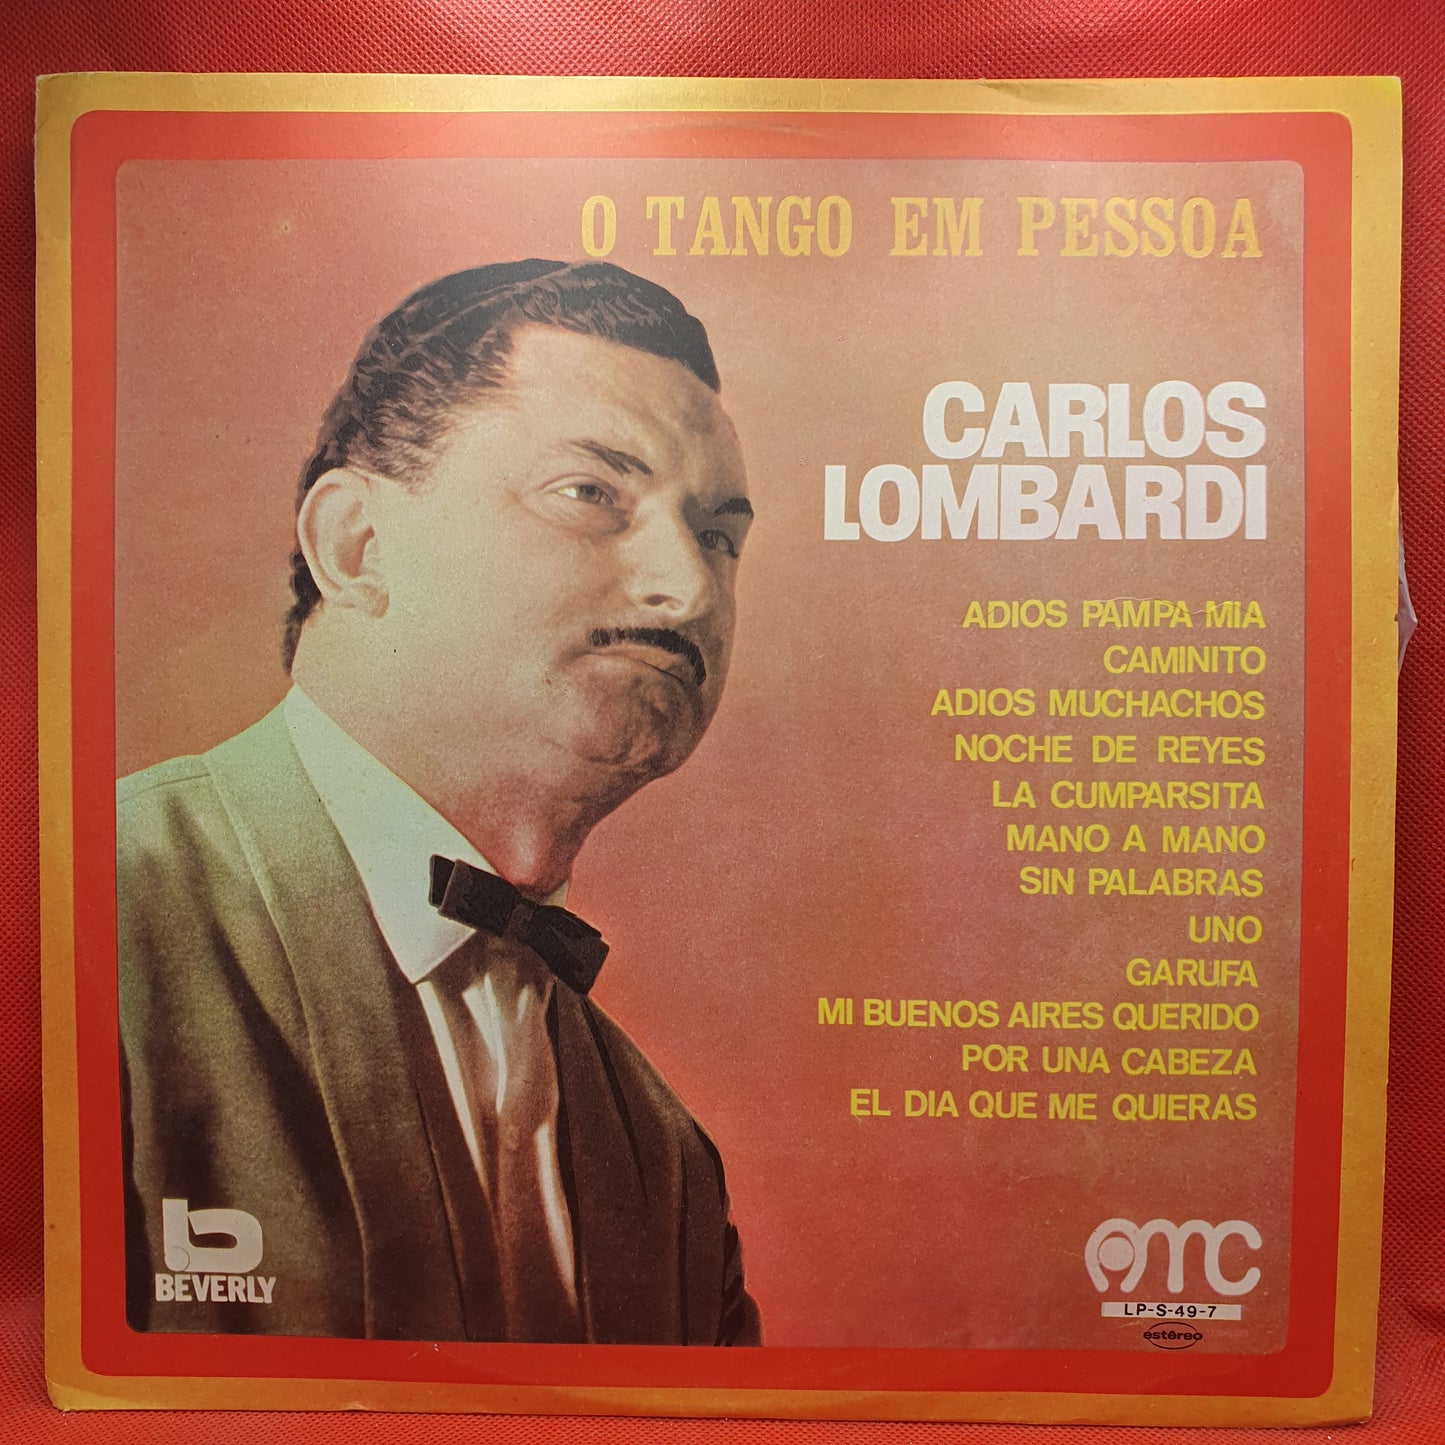 O TANGO EM PESSOA
CARLOS
LOMBARDI
ADIOS PAMPA MIA
CAMINITO
ADIOS MUCHACHOS
NOCHE DE REYES
LA CUMPARSITA
MANO A MANO
SIN PALABRAS
UNO
GARUFA
MI BUENOS AIRES QUERIDO
POR UNA CABEZA
EL DIA QUE ME QUIERAS
b
BEVERLY
AMC
LP-S-49-7
estéreo